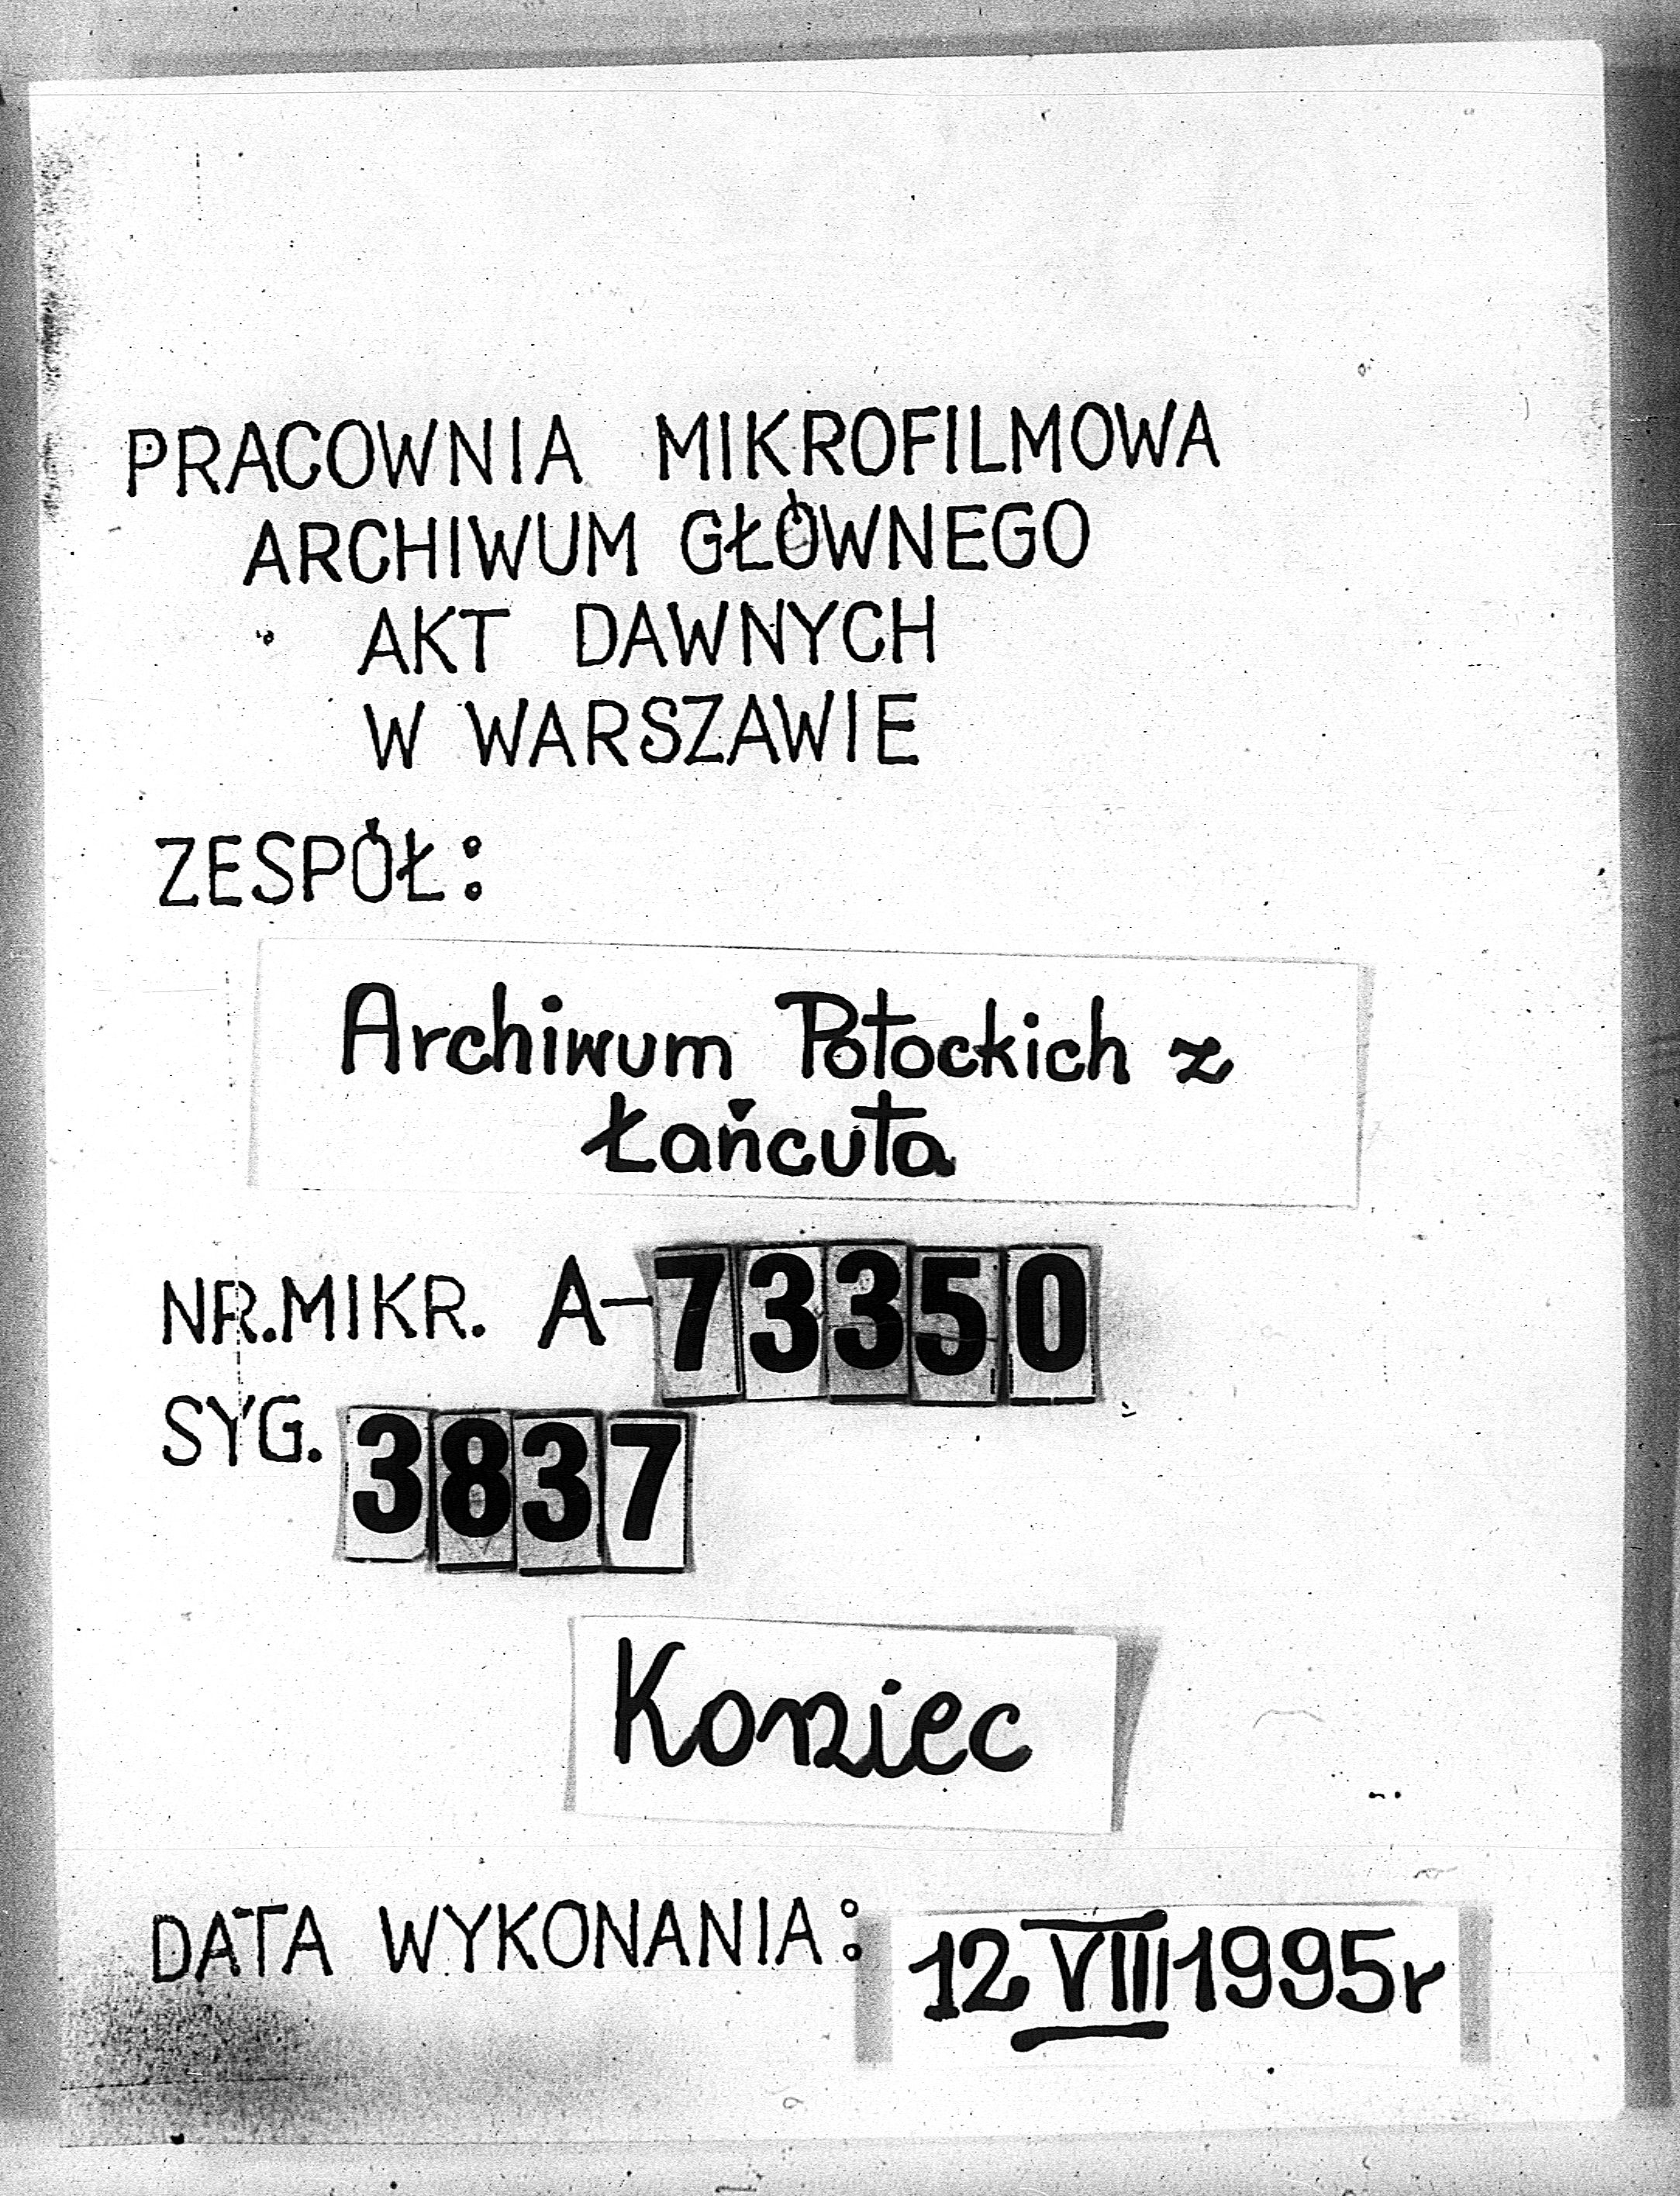 PRACOWNIA MIKROFILMOWA
ARCHIWUM GŁÓWNEGO
AKT DAWNYCH
W WARSZAWIE
ZESPÓŁ:
Archiwum Potockich z
Łańcuta
NR.MIKR. A-73350
SYG. 3837
Koniec
DATA WYKONANIA: 12 VIII 1995r